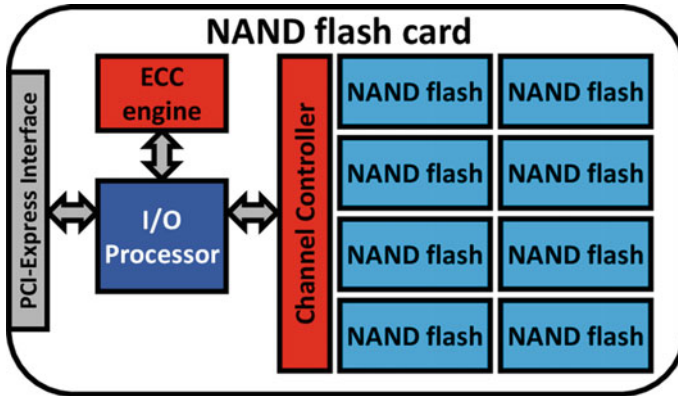 NAND flash card
PCI-Express Interface
ECC
engine
I/O
Processor
Channel Controller
NAND flash
NAND flash
NAND flash
NAND flash
NAND flash
NAND flash
NAND flash
NAND flash